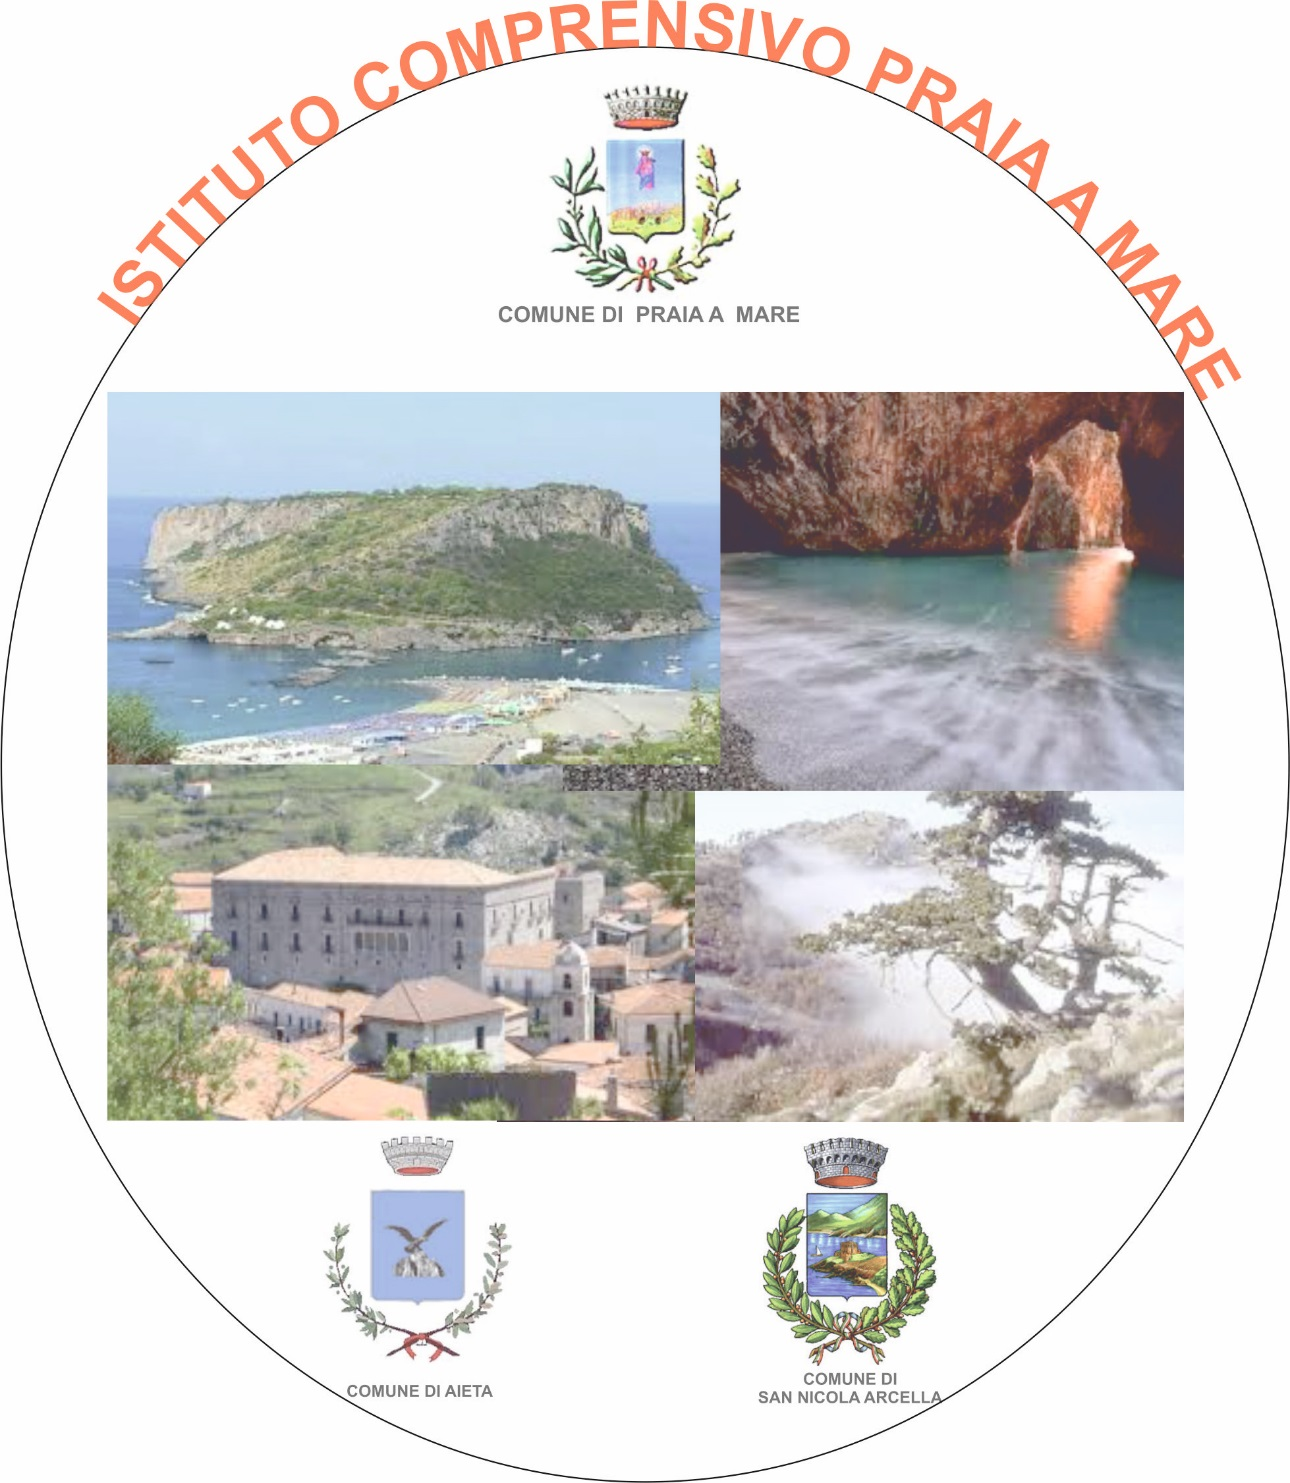 ISTITUTO COMPRENSIVO PRAIA A MARE
COMUNE DI PRAIA A MARE
COMUNE DI AIETA
COMUNE DI
SAN NICOLA ARCELLA